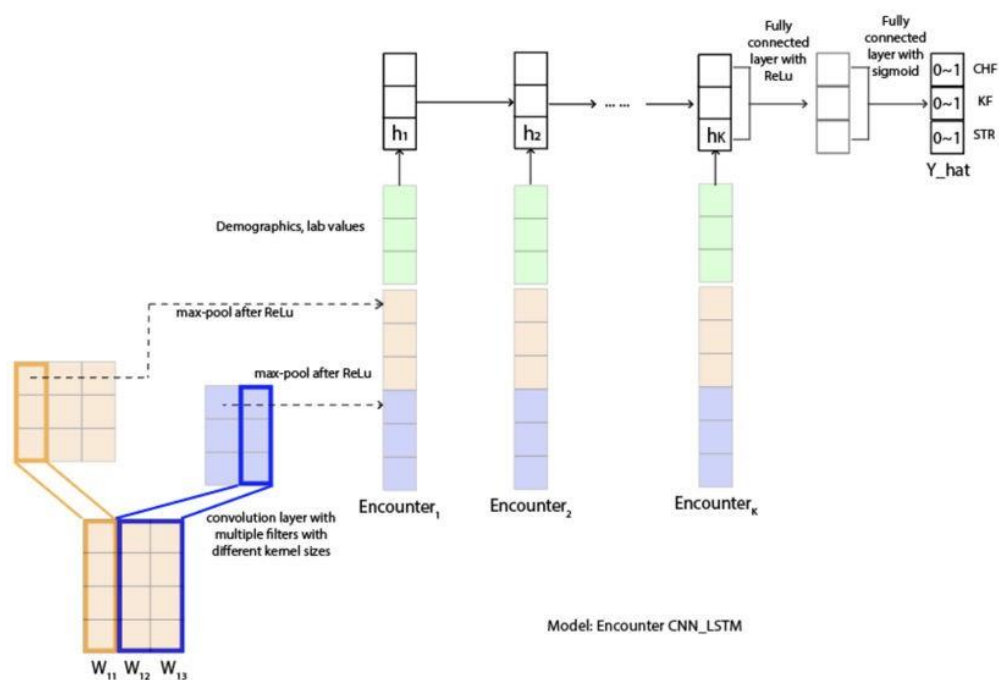 Fully
connected
layer with
ReLu
Fully
connected
layer with
sigmoid
0~1 CHF
0~1 KF
0~1 STR
Y_hat
h₁
h₂
... ...
hK
Demographics, lab values
max-pool after ReLu
max-pool after ReLu
Encounter₁
Encounter₂
EncounterK
convolution layer with
multiple filters with
different kernel sizes
Model: Encounter CNN_LSTM
W₁₁ W₁₂ W₁₃